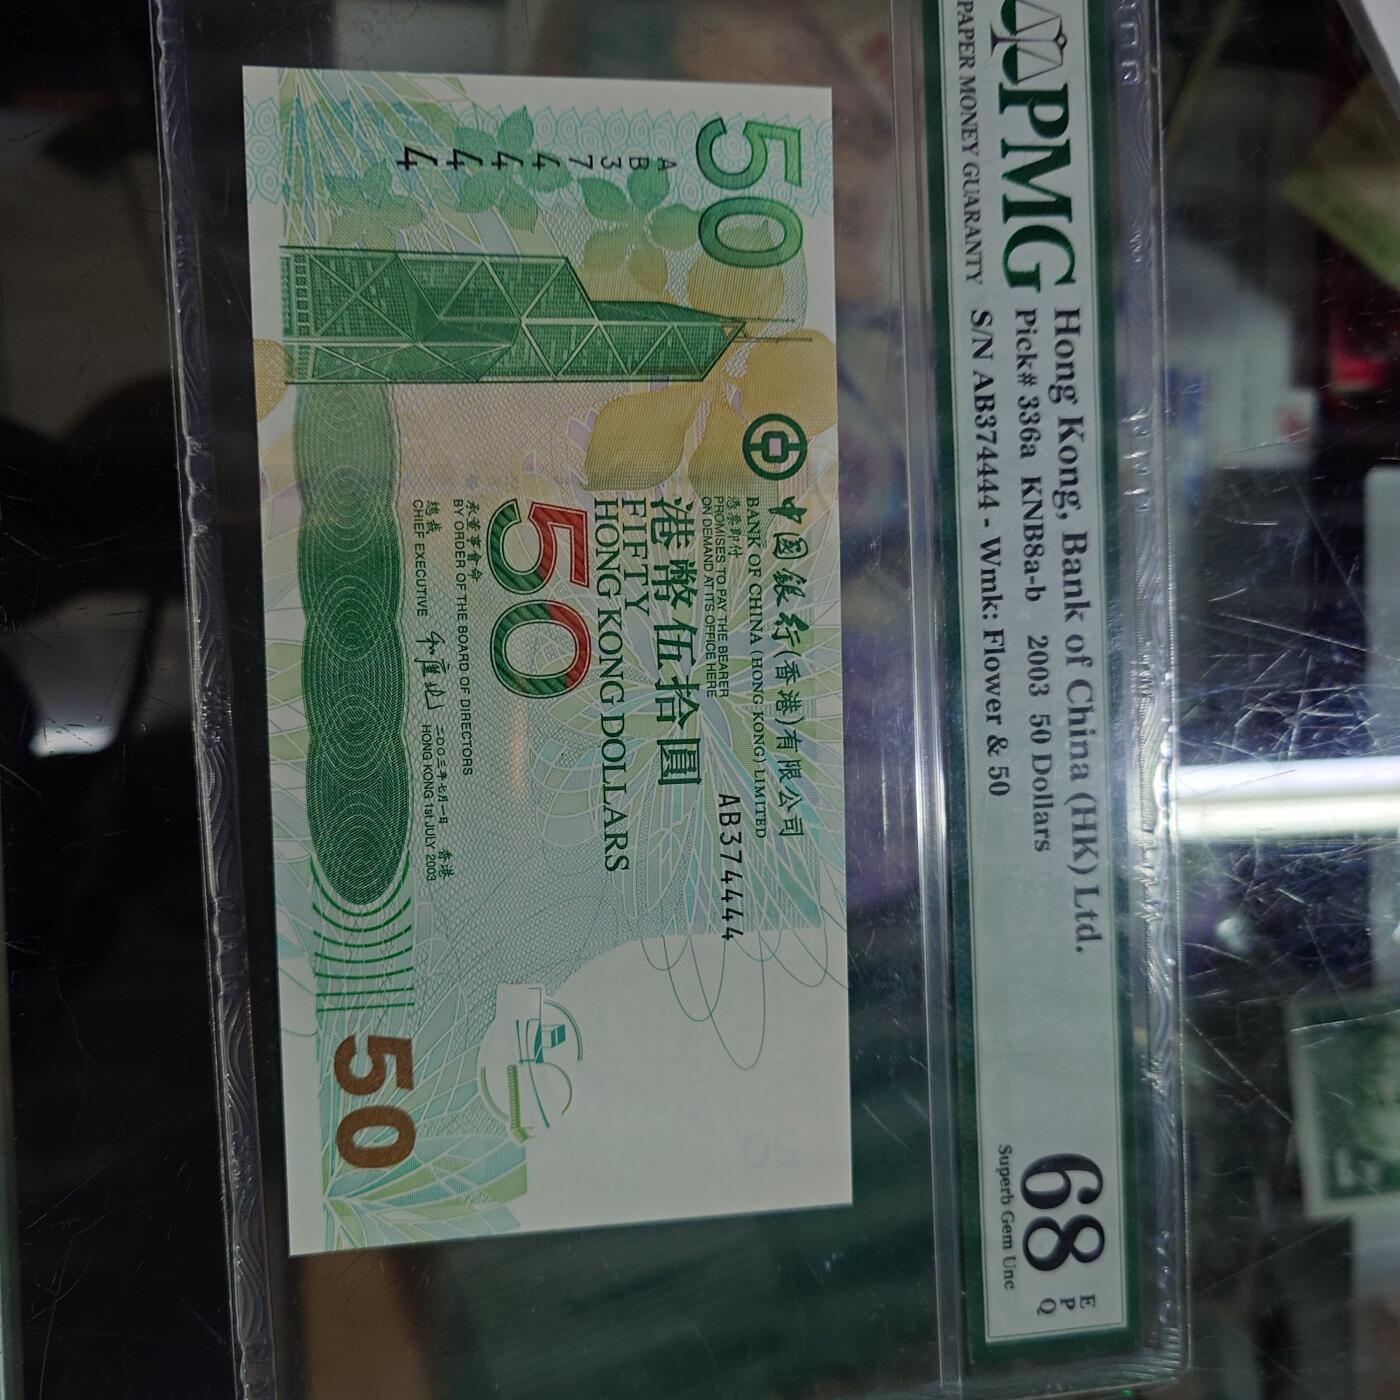 PMG
PAPER MONEY GUARANTY
Hong Kong, Bank of China (HK) Ltd.
Pick# 336a KNB8a-b 2003 50 Dollars
S/N AB374444 - Wmk: Flower & 50
68
EPQ
Superb Gem Unc
50
AB374444
中國銀行(香港)有限公司
BANK OF CHINA (HONG KONG) LIMITED
憑票即付
PROMISES TO PAY THE BEARER
ON DEMAND AT ITS OFFICE HERE
AB374444
港幣伍拾圓
FIFTY
HONG KONG DOLLARS
50
承董事會命
BY ORDER OF THE BOARD OF DIRECTORS
總裁
CHIEF EXECUTIVE
二〇〇三年七月一日 香港
HONG KONG 1st JULY 2003
50